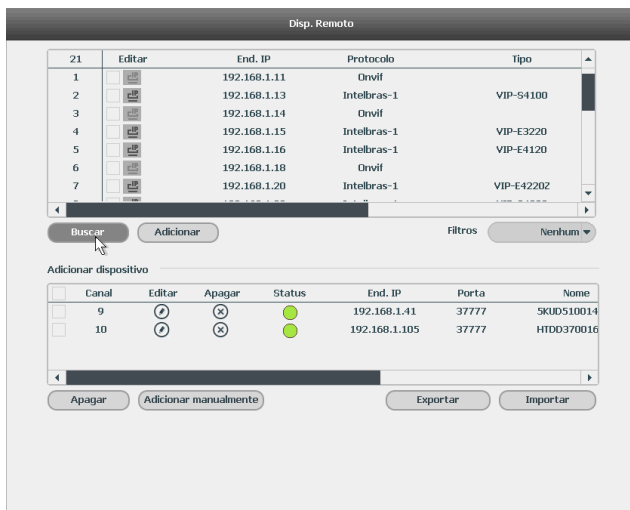 Disp. Remoto
21 Editar End. IP Protocolo Tipo
1 192.168.1.11 Onvif
2 192.168.1.13 Intelbras-1 VIP-S4100
3 192.168.1.14 Onvif
4 192.168.1.15 Intelbras-1 VIP-E3220
5 192.168.1.16 Intelbras-1 VIP-E4120
6 192.168.1.18 Onvif
7 192.168.1.20 Intelbras-1 VIP-E4220Z
Buscar Adicionar Filtros Nenhum
Adicionar dispositivo
Canal Editar Apagar Status End. IP Porta Nome
9 192.168.1.41 37777 5KUD510014
10 192.168.1.105 37777 HTDD370016
Apagar Adicionar manualmente Exportar Importar